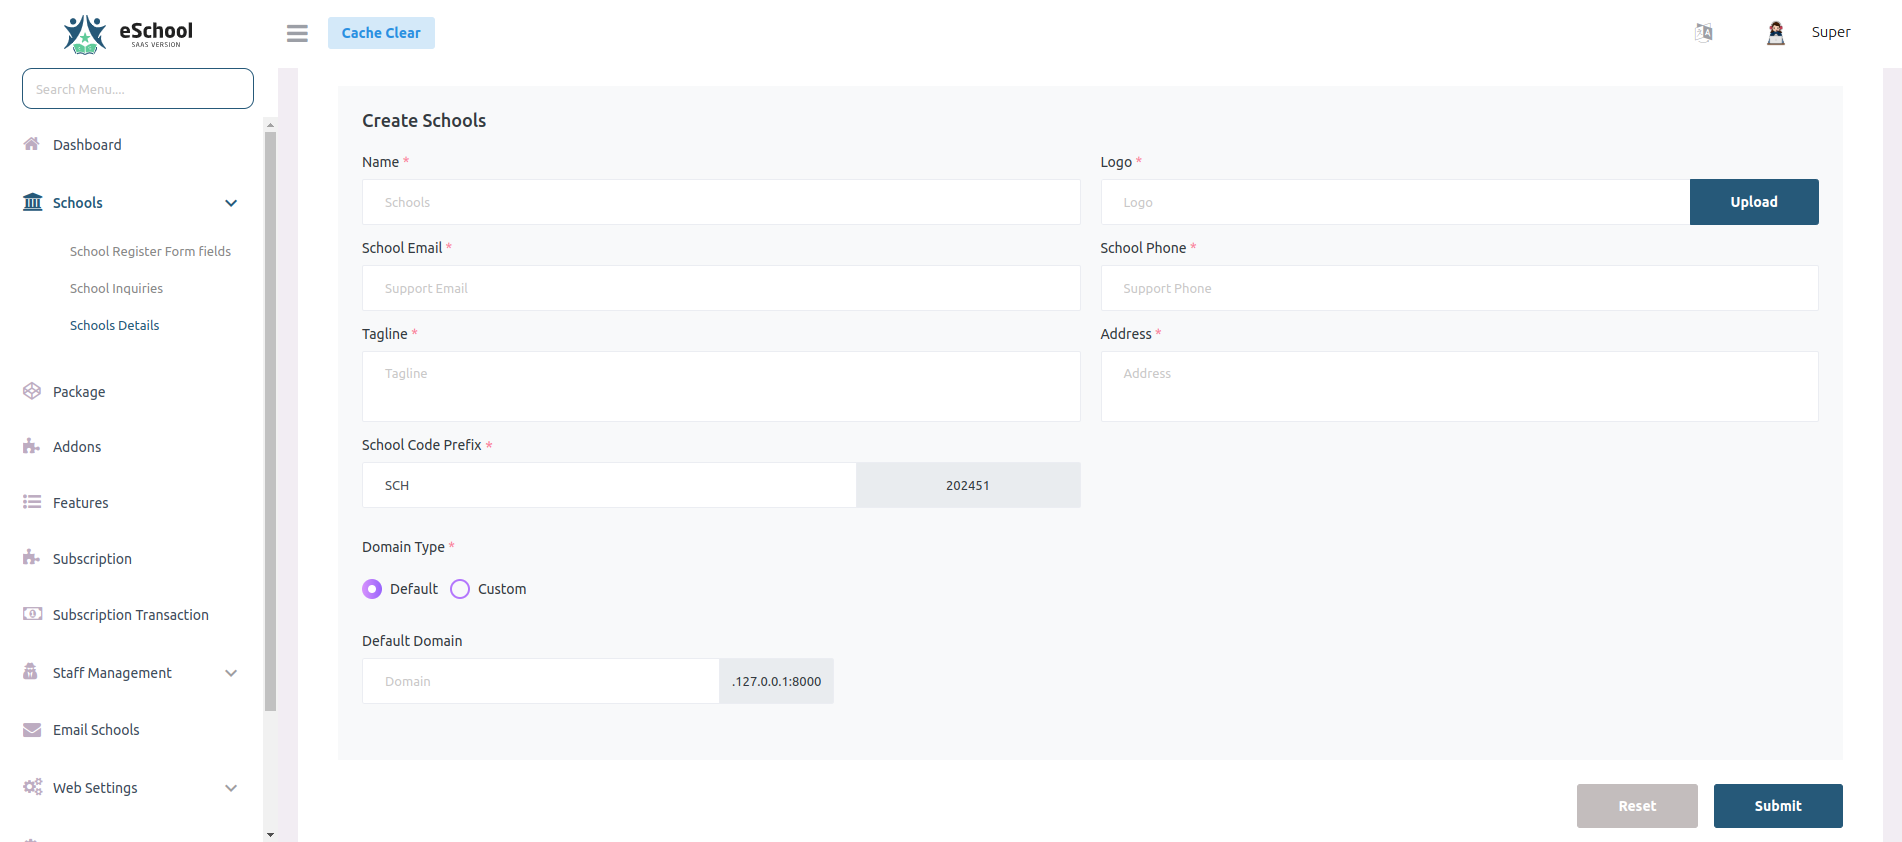 eSchool
SAAS VERSION
Cache Clear
Super
Search Menu....
Dashboard
Schools
School Register Form fields
School Inquiries
Schools Details
Package
Addons
Features
Subscription
Subscription Transaction
Staff Management
Email Schools
Web Settings
Create Schools
Name *
Logo *
Schools
Logo
Upload
School Email *
School Phone *
Support Email
Support Phone
Tagline *
Address *
Tagline
Address
School Code Prefix *
SCH
202451
Domain Type *
Default
Custom
Default Domain
Domain
.127.0.0.1:8000
Reset
Submit